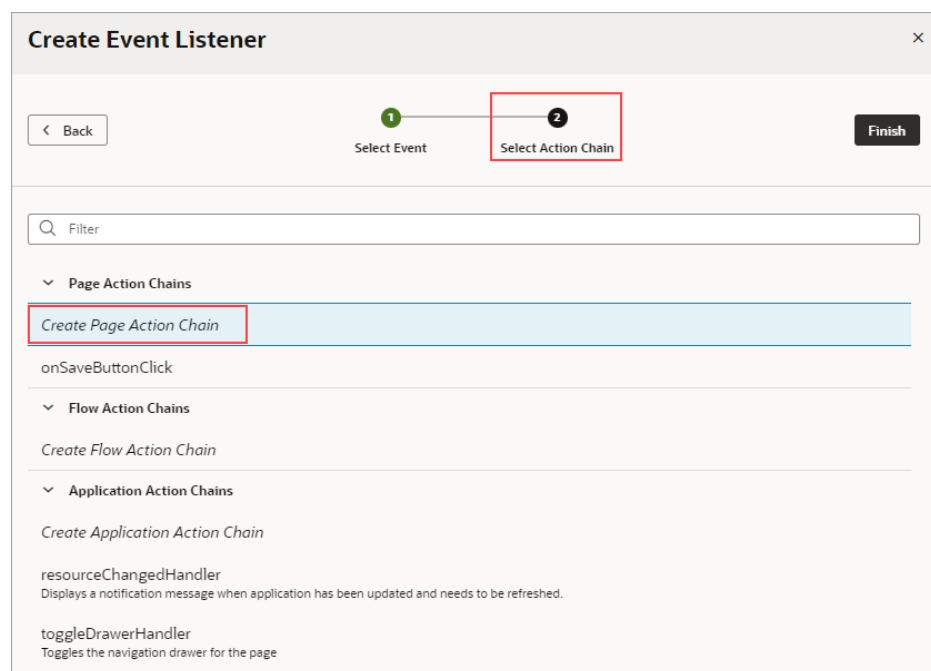 Create Event Listener
×
Back
1
2
Finish
Select Event
Select Action Chain
Filter
Page Action Chains
Create Page Action Chain
onSaveButtonClick
Flow Action Chains
Create Flow Action Chain
Application Action Chains
Create Application Action Chain
resourceChangedHandler
Displays a notification message when application has been updated and needs to be refreshed.
toggleDrawerHandler
Toggles the navigation drawer for the page